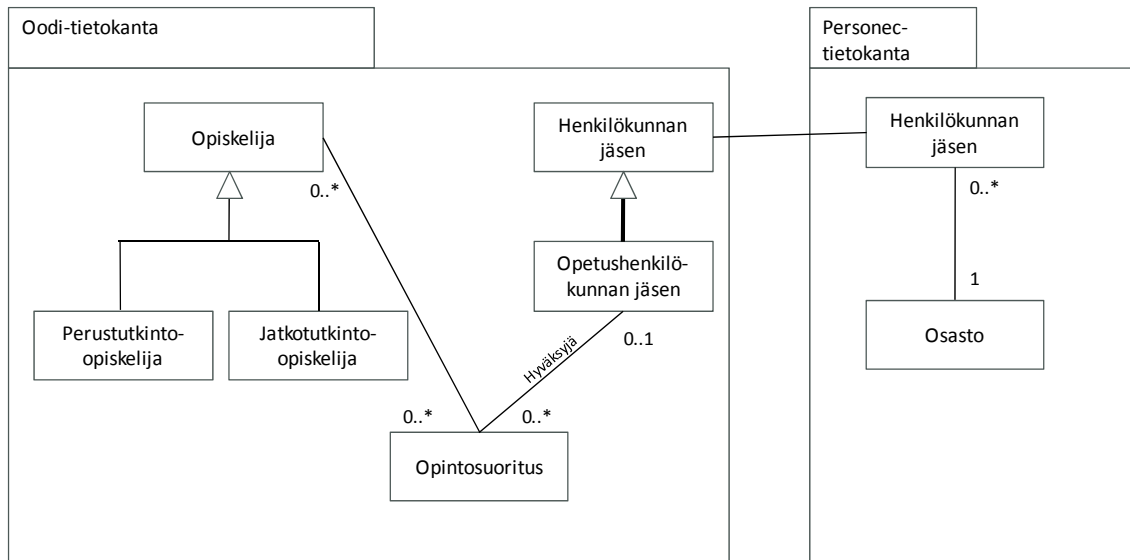 Oodi-tietokanta
Personec-
tietokanta
Opiskelija
Henkilökunnan
jäsen
Henkilökunnan
jäsen
0..*
0..*
Opetushenkilö-
kunnan jäsen
1
Perustutkinto-
opiskelija
Jatkotutkinto-
opiskelija
0..1
Osasto
Hyväksyjä
0..*
0..*
Opintosuoritus